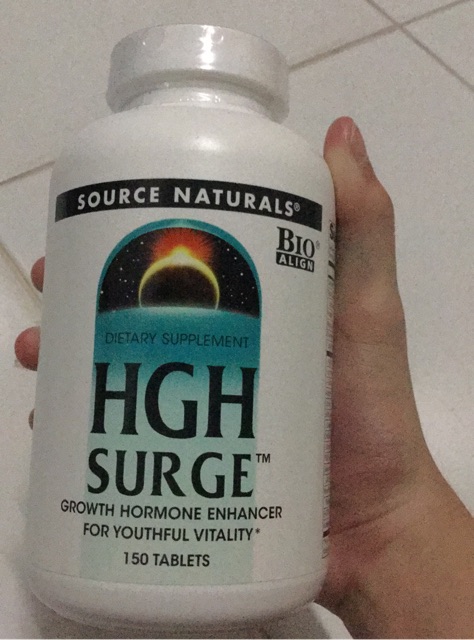 SOURCE NATURALS®
BIO®
ALIGN
DIETARY SUPPLEMENT
HGH
SURGE™
GROWTH HORMONE ENHANCER
FOR YOUTHFUL VITALITY*
150 TABLETS